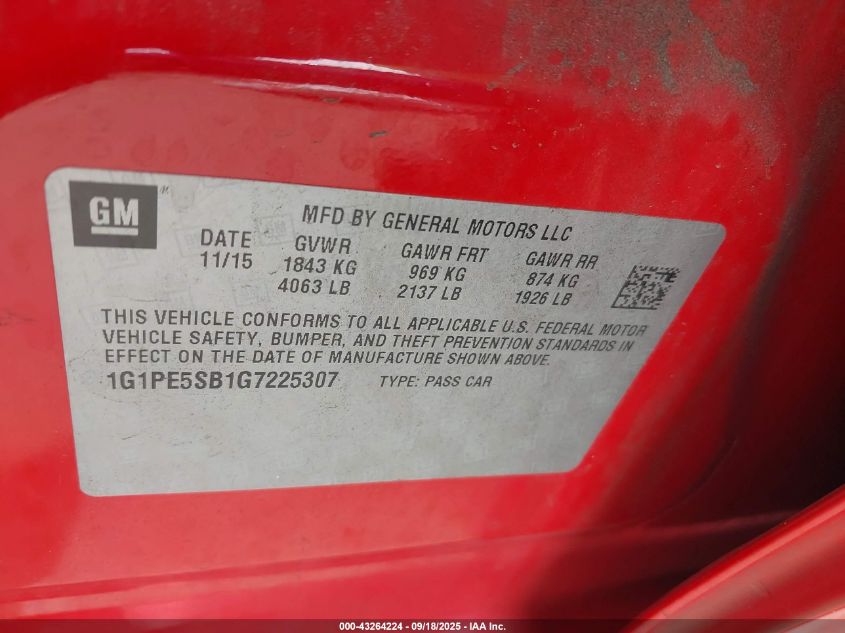 GM
MFD BY GENERAL MOTORS LLC
DATE GVWR GAWR FRT GAWR RR
11/15 1843 KG 969 KG 874 KG
4063 LB 2137 LB 1926 LB
THIS VEHICLE CONFORMS TO ALL APPLICABLE U.S. FEDERAL MOTOR
VEHICLE SAFETY, BUMPER, AND THEFT PREVENTION STANDARDS IN
EFFECT ON THE DATE OF MANUFACTURE SHOWN ABOVE.
1G1PE5SB1G7225307 TYPE: PASS CAR
000-43264224 - 09/18/2025 - IAA Inc.